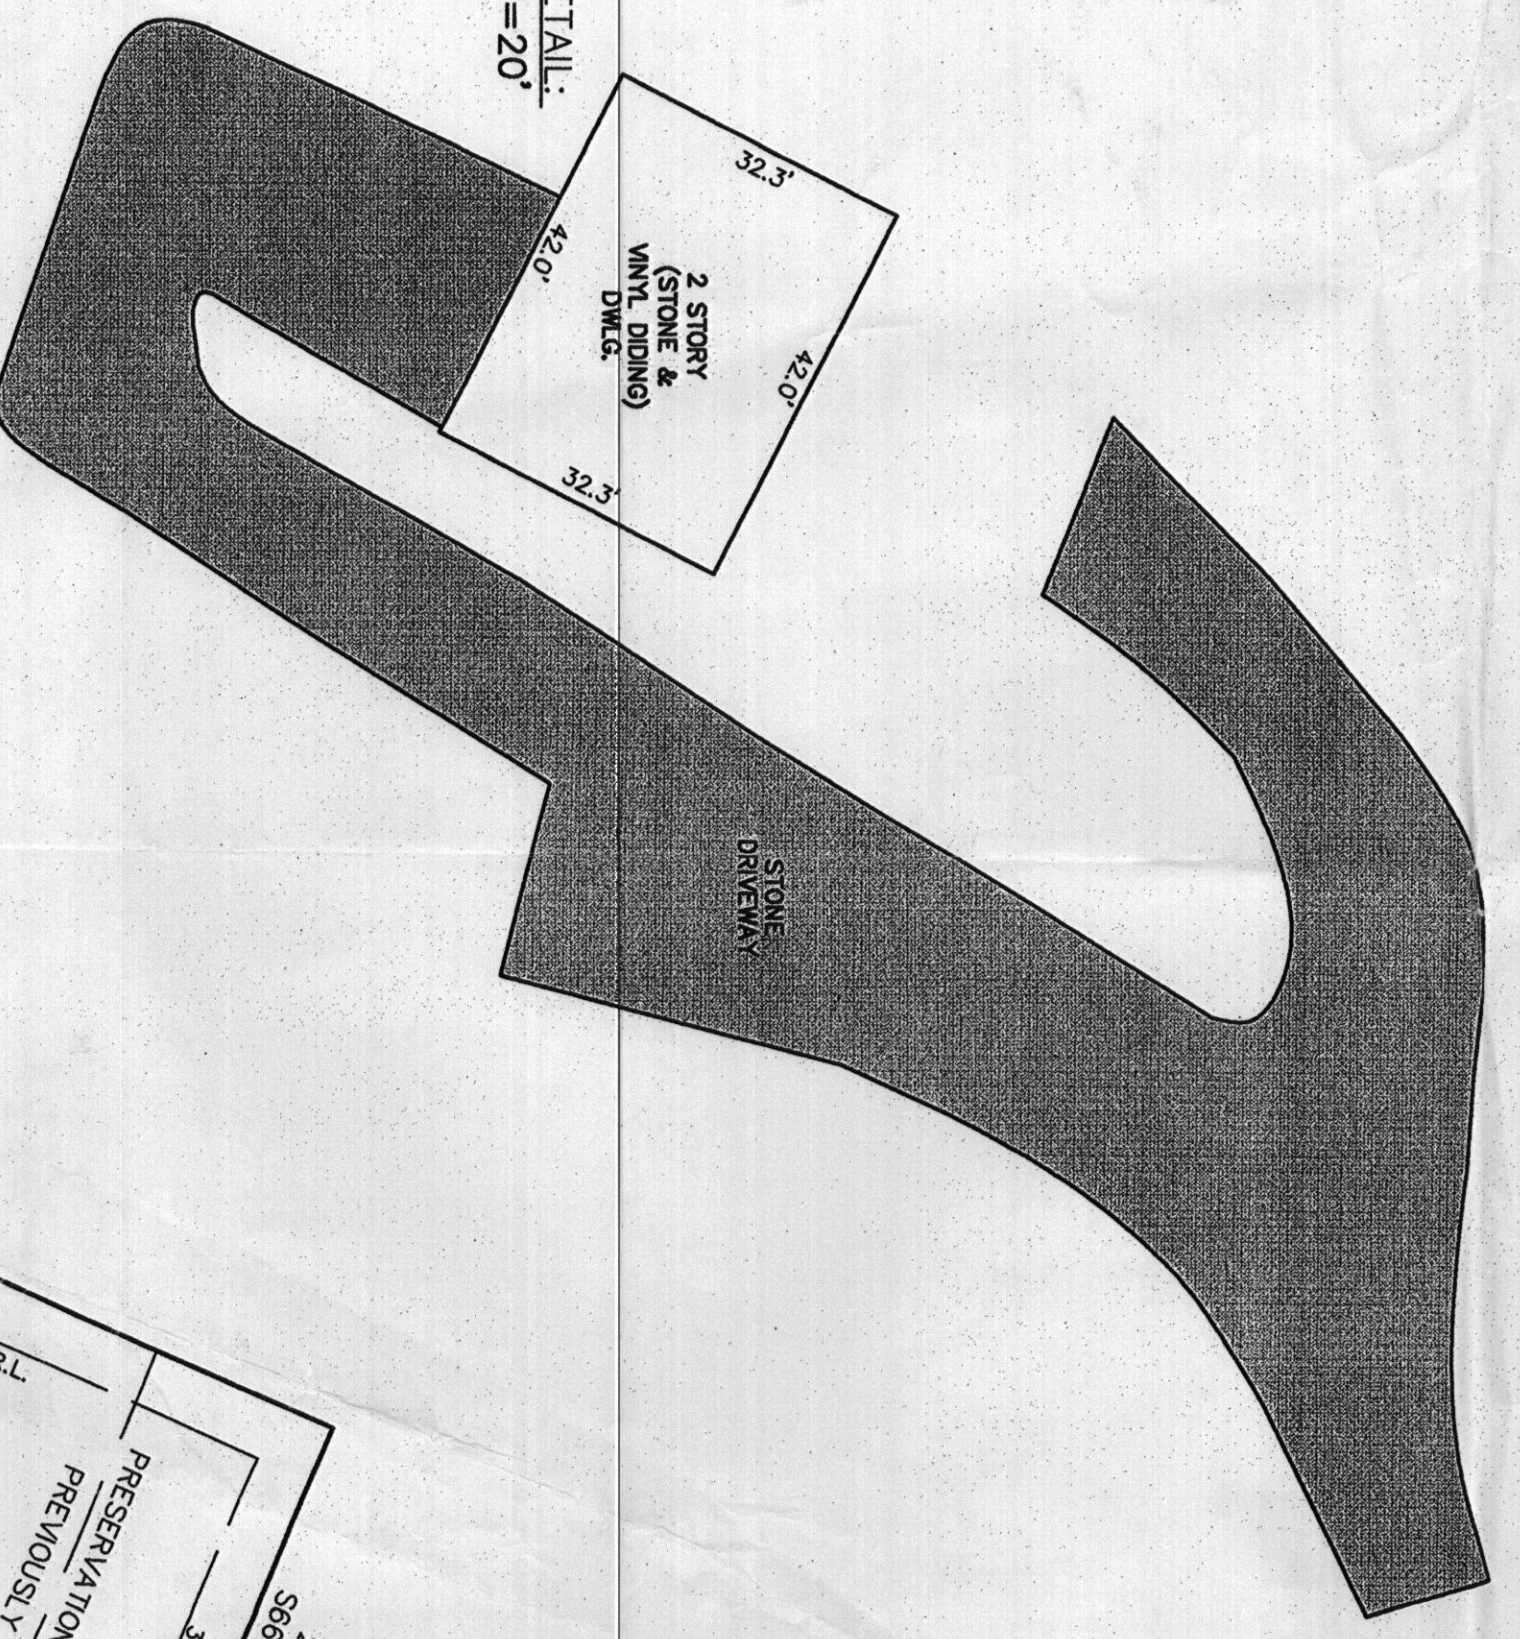 =20'
32.3'
42.0'
2 STORY
(STONE &
VINYL DIDING)
DWLG.
42.0'
32.3'
STONE
DRIVEWAY
PRESERVATION
PREVIOUSLY